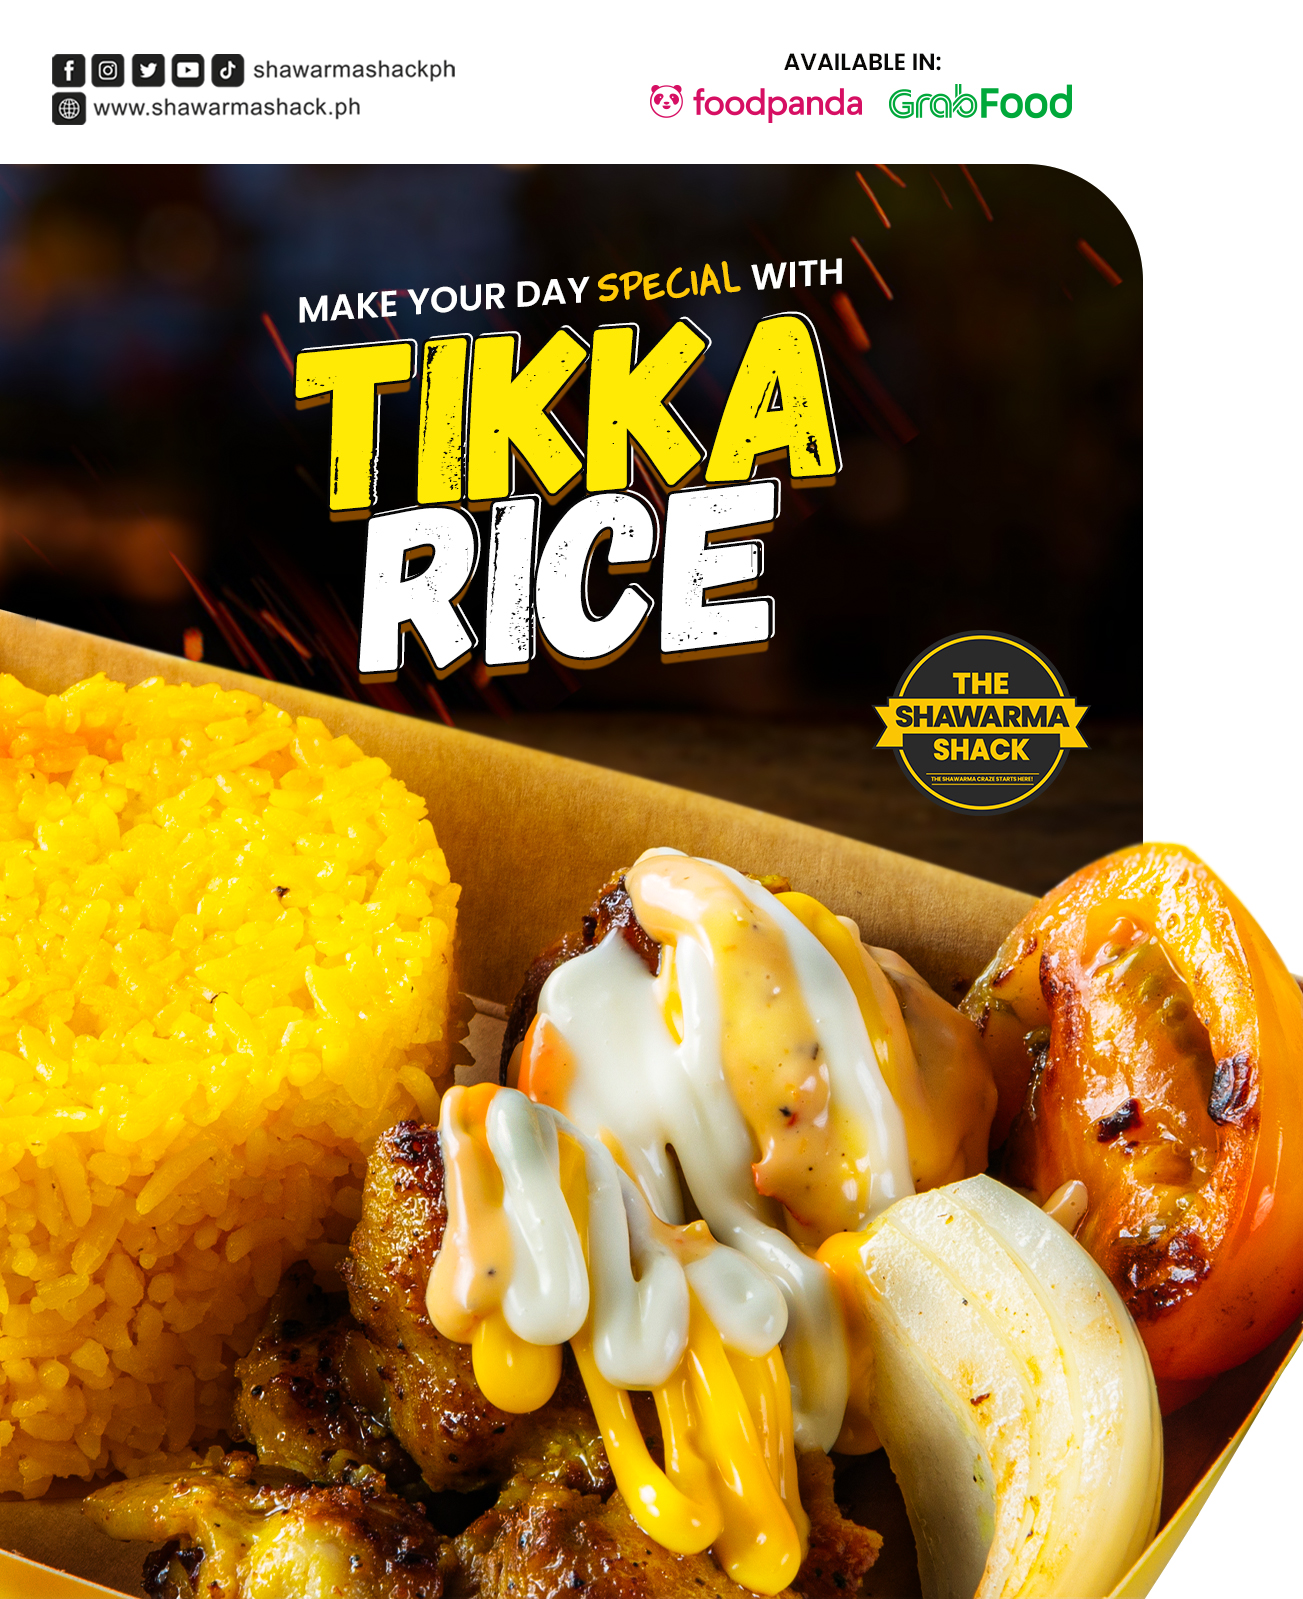 shawarmashackph
www.shawarmashack.ph
AVAILABLE IN:
foodpanda
GrabFood
MAKE YOUR DAY SPECIAL WITH
TIKKA
RICE
THE
SHAWARMA
SHACK
THE SHAWARMA CRAZE STARTS HERE!